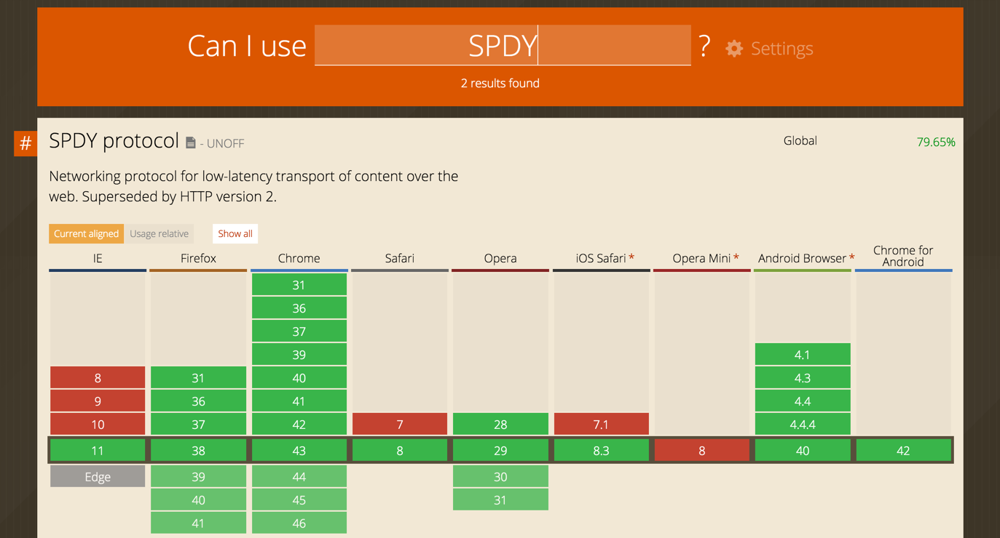 Can I use SPDY ? Settings
2 results found
#
SPDY protocol - UNOFF Global 79.65%
Networking protocol for low-latency transport of content over the
web. Superseded by HTTP version 2.
Current aligned Usage relative Show all
IE Firefox Chrome Safari Opera iOS Safari * Opera Mini * Android Browser * Chrome for Android
31
36
37
39 4.1
8 31 40 4.3
9 36 41 4.4
10 37 42 7 28 7.1 4.4.4
11 38 43 8 29 8.3 8 40 42
Edge 39 44 30
40 45 31
41 46